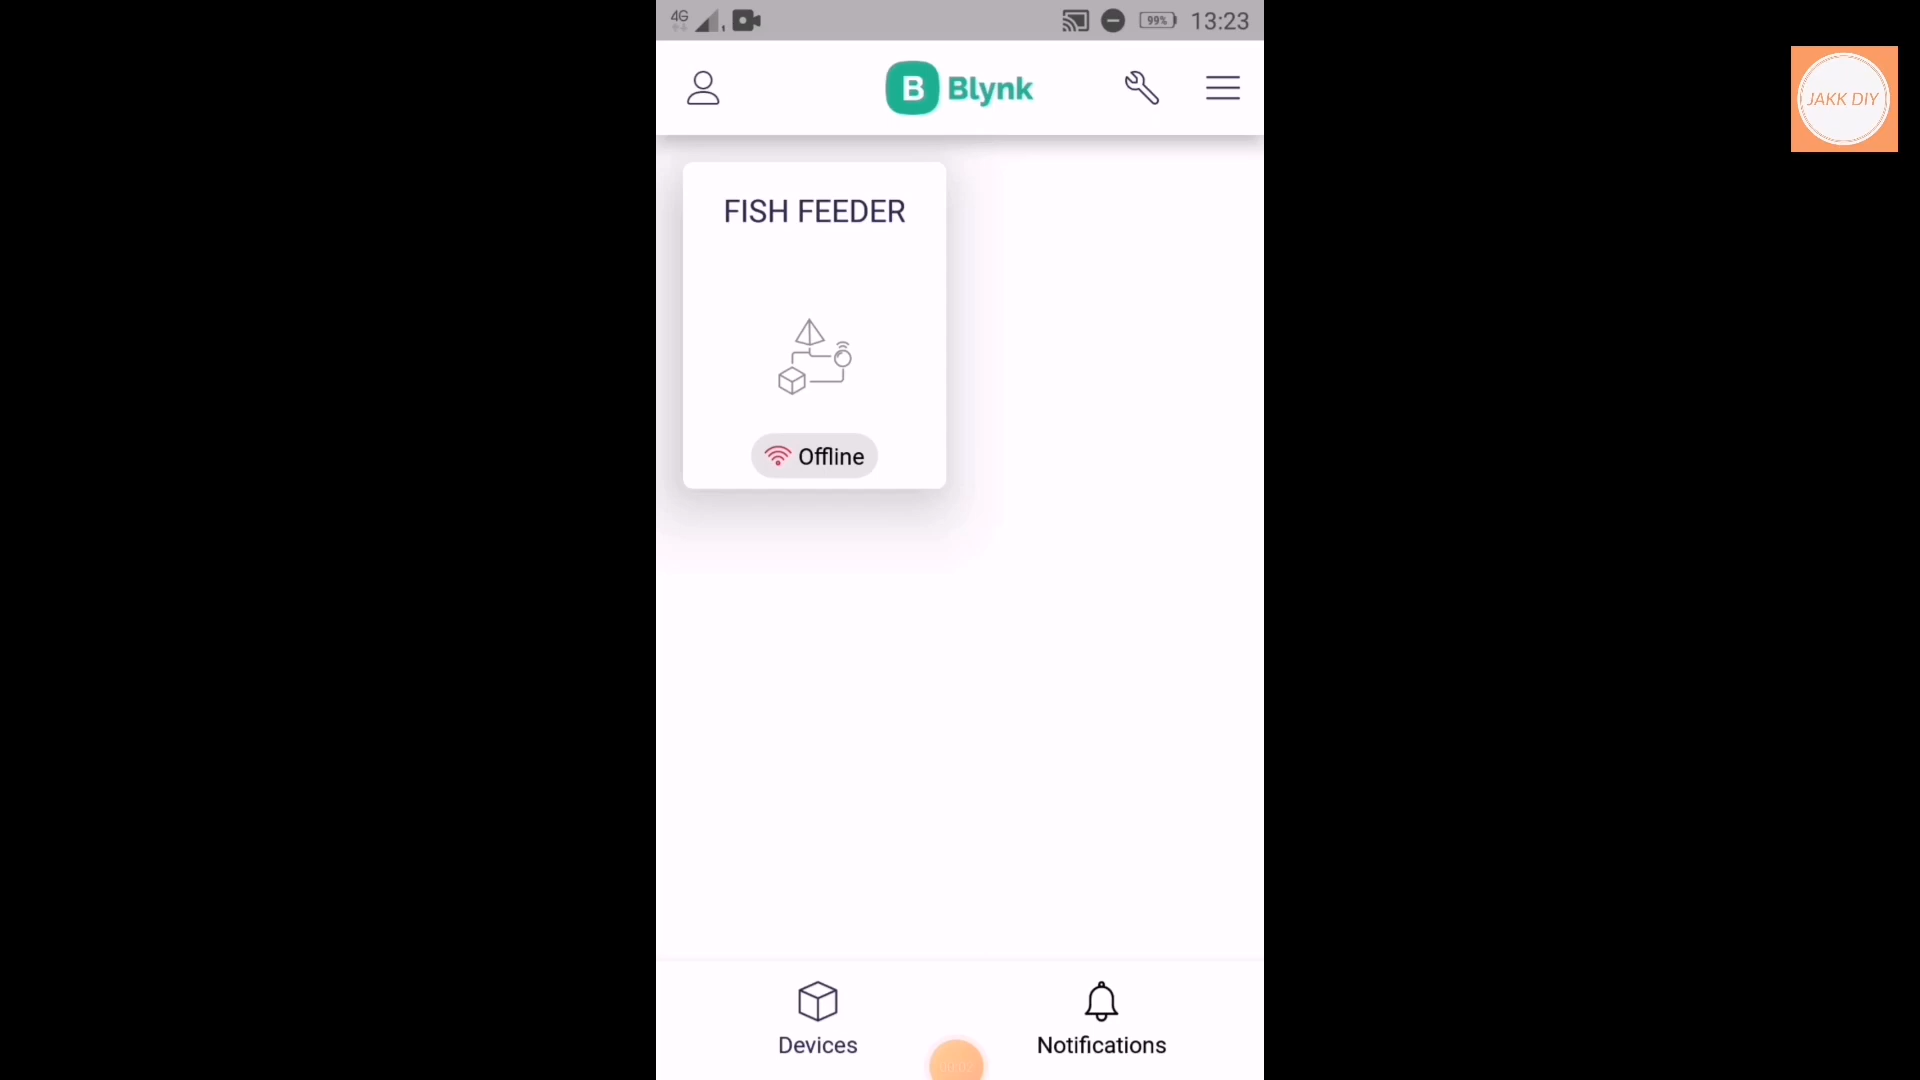 4G
99%
13:23
B Blynk
JAKK DIY
FISH FEEDER
Offline
Devices
Notifications